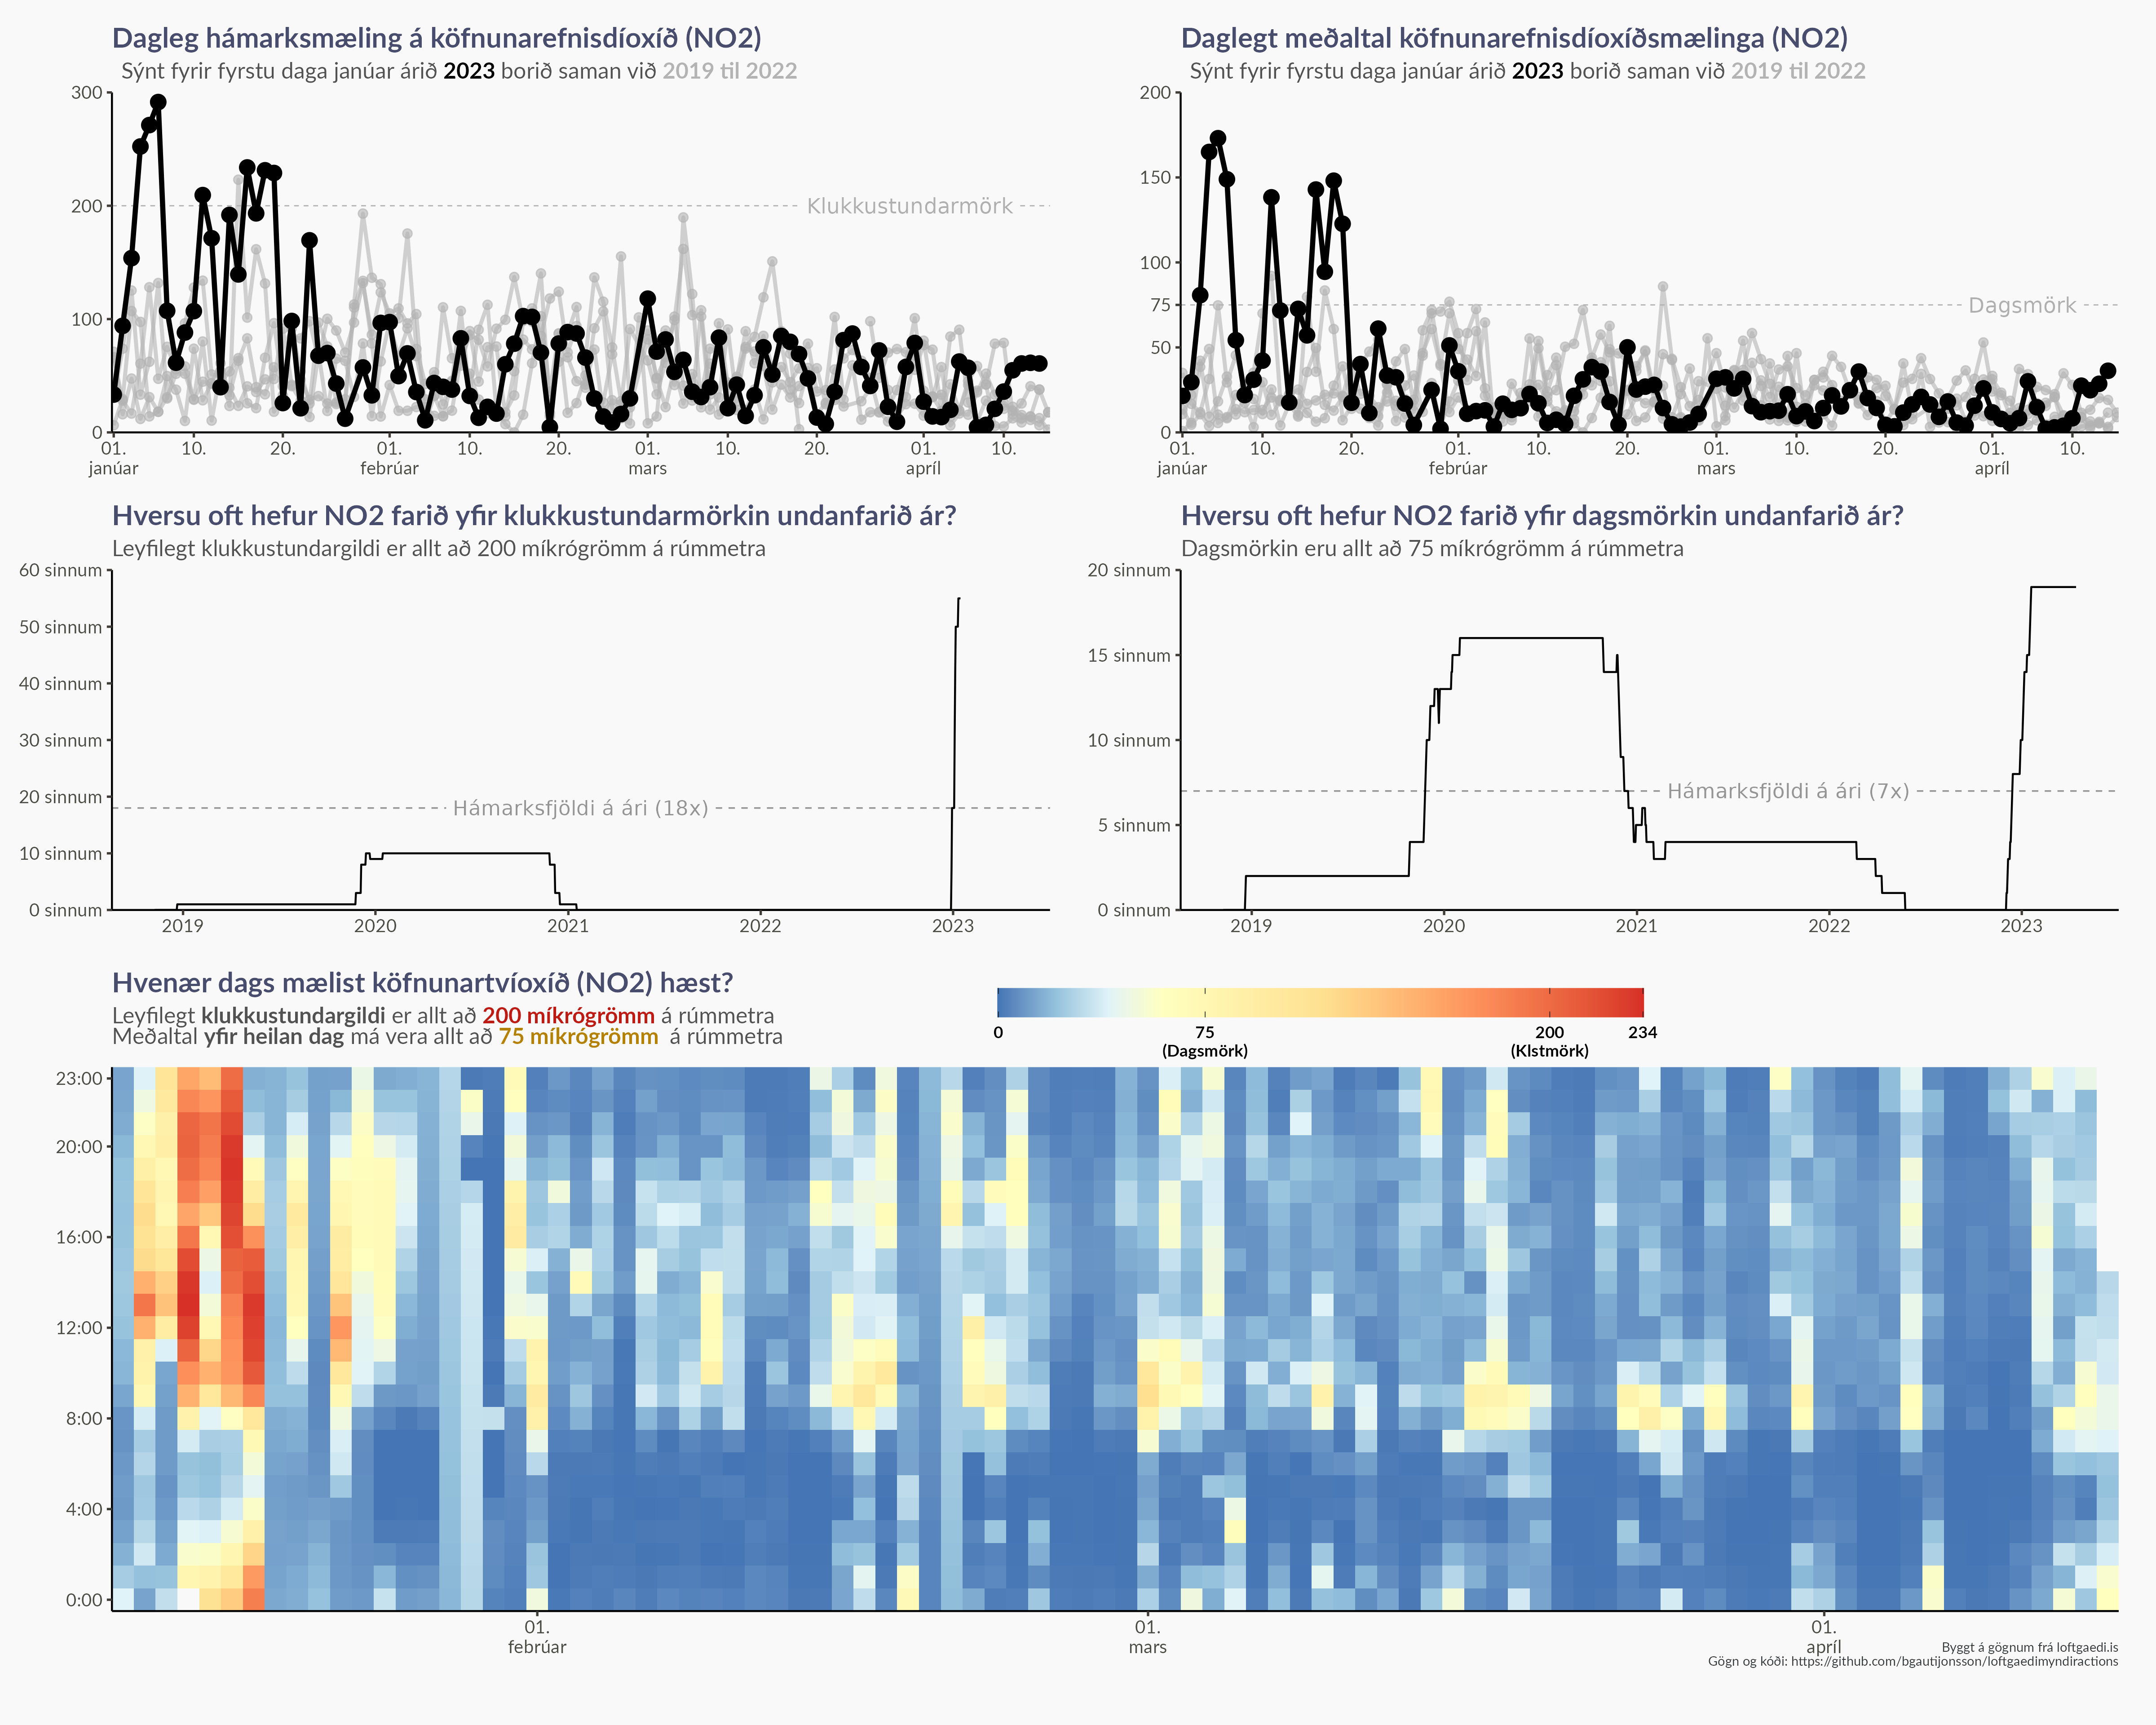 Dagleg hámarksmæling á köfnunarefnisdíoxíð (NO2)
Sýnt fyrir fyrstu daga janúar árið 2023 borið saman við 2019 til 2022
300
200
100
0
Klukkustundarmörk
01. 10. 20. 01. 10. 20. 01. 10. 20. 01. 10.
janúar febrúar mars apríl
Daglegt meðaltal köfnunarefnisdíoxíðsmælinga (NO2)
Sýnt fyrir fyrstu daga janúar árið 2023 borið saman við 2019 til 2022
200
150
100
75
50
0
Dagsmörk
01. 10. 20. 01. 10. 20. 01. 10. 20. 01. 10.
janúar febrúar mars apríl
Hversu oft hefur NO2 farið yfir klukkustundarmörkin undanfarið ár?
Leyfilegt klukkustundargildi er allt að 200 míkrógrömm á rúmmetra
60 sinnum
50 sinnum
40 sinnum
30 sinnum
20 sinnum
10 sinnum
0 sinnum
Hámarksfjöldi á ári (18x)
2019 2020 2021 2022 2023
Hversu oft hefur NO2 farið yfir dagsmörkin undanfarið ár?
Dagsmörkin eru allt að 75 míkrógrömm á rúmmetra
20 sinnum
15 sinnum
10 sinnum
5 sinnum
0 sinnum
Hámarksfjöldi á ári (7x)
2019 2020 2021 2022 2023
Hvenær dags mælist köfnunartvíoxíð (NO2) hæst?
Leyfilegt klukkustundargildi er allt að 200 míkrógrömm á rúmmetra
Meðaltal yfir heilan dag má vera allt að 75 míkrógrömm á rúmmetra
0 75 200 234
(Dagsmörk) (Klstmörk)
23:00
20:00
16:00
12:00
8:00
4:00
0:00
01. 01. 01.
febrúar mars apríl
Byggt á gögnum frá loftgaedi.is
Gögn og kóði: https://github.com/bgautijonsson/loftgaedimyndiractions